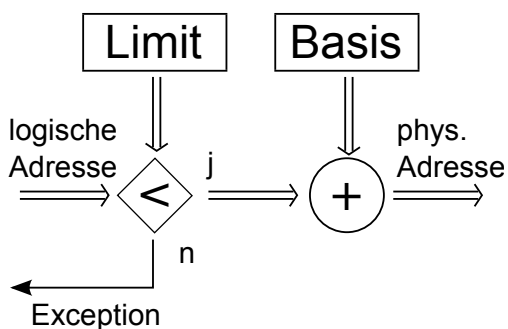 Limit
Basis
logische
Adresse
<
j
+
phys.
Adresse
n
Exception